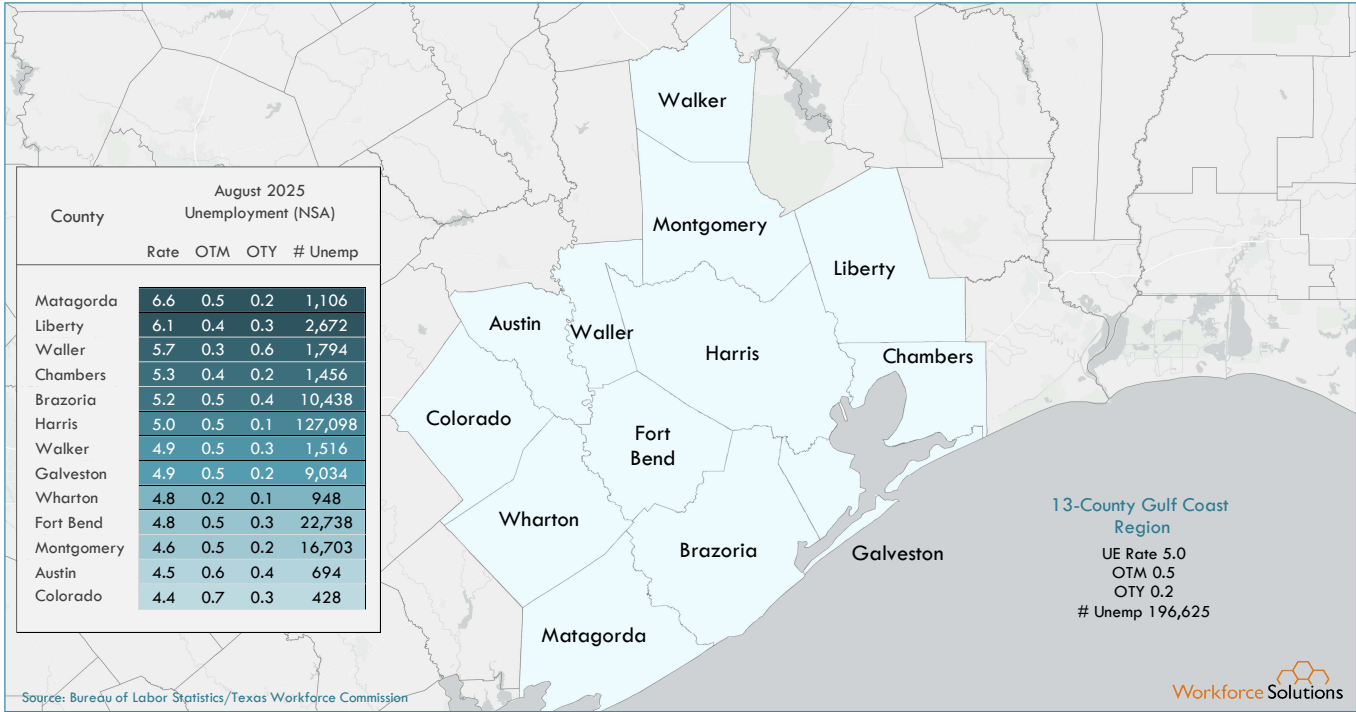 August 2025
County
Unemployment (NSA)
Rate OTM OTY # Unemp
Matagorda 6.6 0.5 0.2 1,106
Liberty 6.1 0.4 0.3 2,672
Waller 5.7 0.3 0.6 1,794
Chambers 5.3 0.4 0.2 1,456
Brazoria 5.2 0.5 0.4 10,438
Harris 5.0 0.5 0.1 127,098
Walker 4.9 0.5 0.3 1,516
Galveston 4.9 0.5 0.2 9,034
Wharton 4.8 0.2 0.1 948
Fort Bend 4.8 0.5 0.3 22,738
Montgomery 4.6 0.5 0.2 16,703
Austin 4.5 0.6 0.4 694
Colorado 4.4 0.7 0.3 428
Walker
Montgomery
Liberty
Austin
Waller
Harris
Chambers
Colorado
Fort
Bend
Wharton
Brazoria
Galveston
Matagorda
13-County Gulf Coast
Region
UE Rate 5.0
OTM 0.5
OTY 0.2
# Unemp 196,625
Source: Bureau of Labor Statistics/Texas Workforce Commission
Workforce Solutions